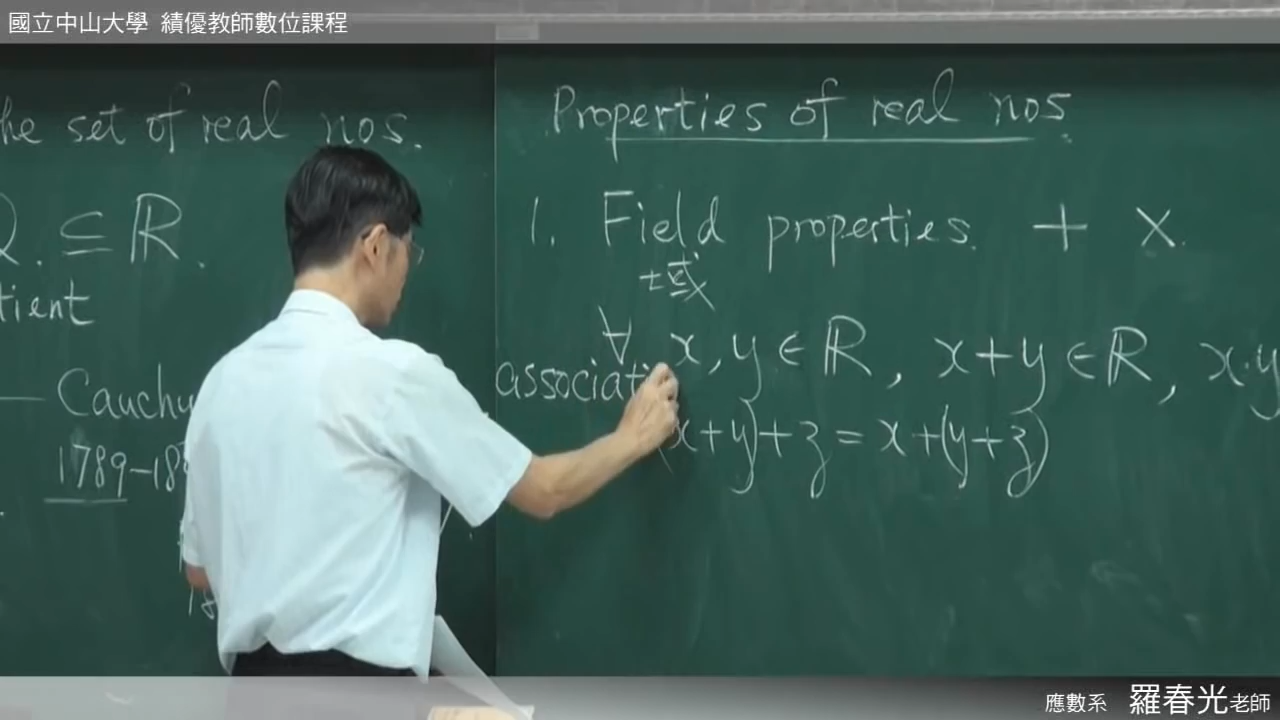 國立中山大學 績優教師數位課程
he set of real nos.
Q. ⊆ ℝ.
tient
— Cauchy
1789-18
Properties of real nos.
1. Field properties. + ×.
+或×
∀ x, y ∈ ℝ, x+y ∈ ℝ, x·y
associati
(x+y)+z = x+(y+z)
應數系 羅春光老師